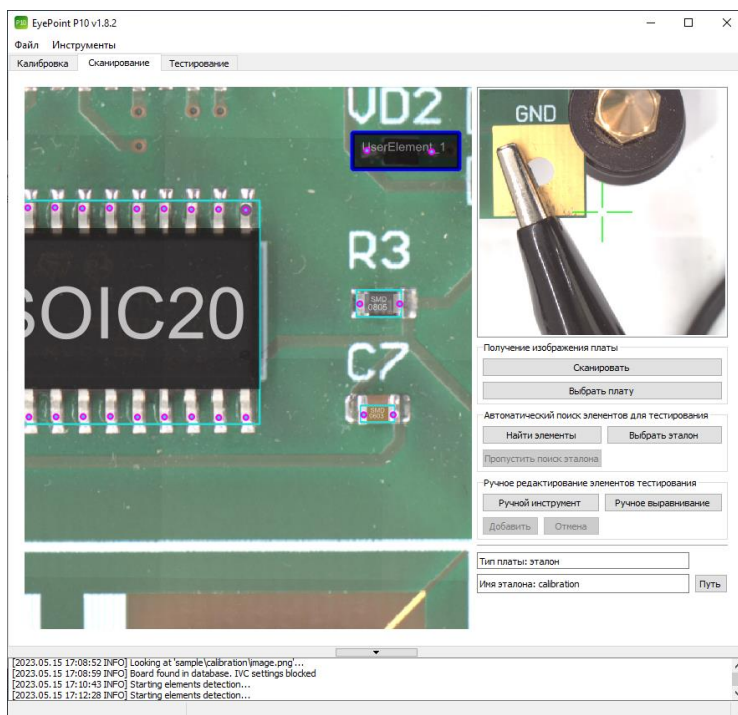 EyePoint P10 v1.8.2
Файл Инструменты
Калибровка Сканирование Тестирование
VD2
UserElement_1
R3
SMD
0805
SOIC20
C7
SMD
0603
GND
Получение изображения платы
Сканировать
Выбрать плату
Автоматический поиск элементов для тестирования
Найти элементы Выбрать эталон
Пропустить поиск эталона
Ручное редактирование элементов тестирования
Ручной инструмент Ручное выравнивание
Добавить Отмена
Тип платы: эталон
Имя эталона: calibration Путь
[2023.05.15 17:08:52 INFO] Looking at 'sample\calibration\image.png'...
[2023.05.15 17:08:59 INFO] Board found in database. IVC settings blocked
[2023.05.15 17:10:43 INFO] Starting elements detection...
[2023.05.15 17:12:28 INFO] Starting elements detection...